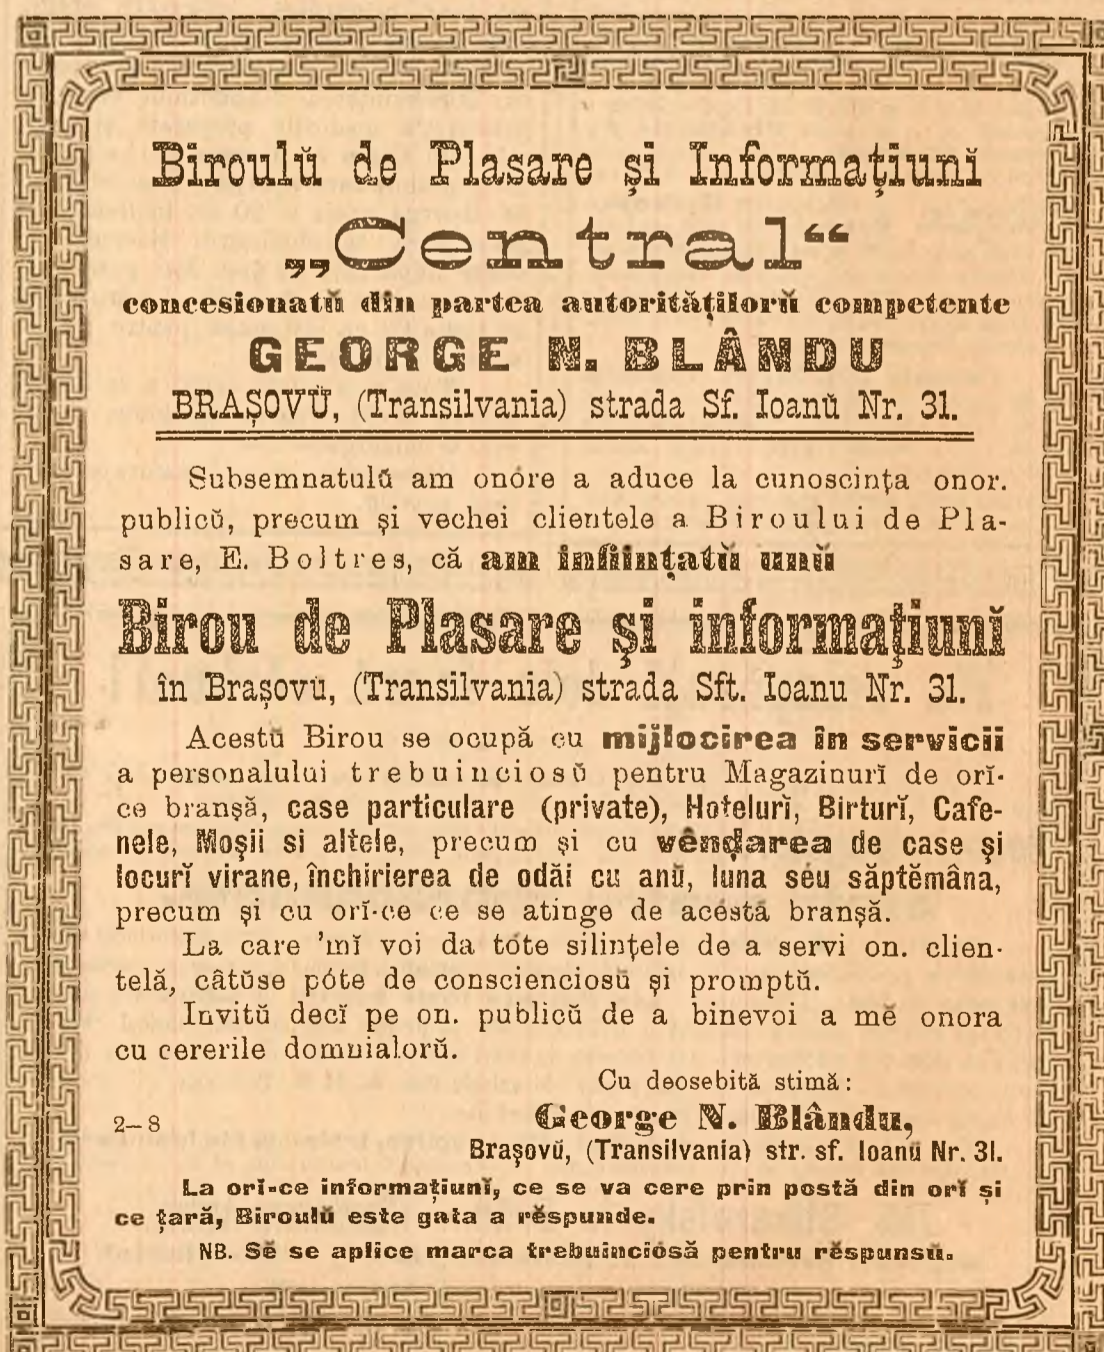 Biroulŭ de Plasare și Informațiunĭ
„Central“
concesionatŭ din partea autoritățilorŭ competente
GEORGE N. BLÂNDU
BRAȘOVŬ, (Transilvania) strada Sf. Ioanŭ Nr. 31.
Subsemnatulŭ am onóre a aduce la cunoscința onor.
publicŭ, precum și vechei clientele a Biroului de Pla-
sare, E. Boltres, că am înființatŭ unŭ
Birou de Plasare și informațiunĭ
în Brașovŭ, (Transilvania) strada Sft. Ioanu Nr. 31.
Acestŭ Birou se ocupă cu mijlocirea în servicii
a personalului trebuinciosŭ pentru Magazinurĭ de orĭ-
ce branșă, case particulare (private), Hotelurĭ, Birturĭ, Cafe-
nele, Moșii si altele, precum și cu vêndarea de case și
locurĭ virane, închirierea de odăi cu anŭ, luna séu săptĕmâna,
precum și cu orĭ-ce ce se atinge de acéstă branșă.
La care 'mĭ voi da tóte silințele de a servi on. clien-
telă, câtŭse póte de consciencios​ŭ și promptŭ.
Invitŭ decĭ pe on. publicŭ de a binevoi a mĕ onora
cu cererile domnialorŭ.
Cu deosebită stimă:
George N. Blându,
2—8
Brașovŭ, (Transilvania) str. sf. Ioanŭ Nr. 31.
La orĭ-ce informațiunĭ, ce se va cere prin postă din orĭ și
ce țară, Biroulŭ este gata a rĕspunde.
NB. Sĕ se aplice marca trebuinciósă pentru rĕspunsŭ.